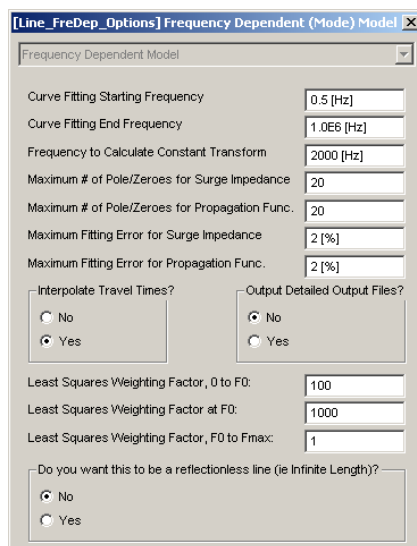 [Line_FreDep_Options] Frequency Dependent (Mode) Model
Frequency Dependent Model
Curve Fitting Starting Frequency 0.5 [Hz]
Curve Fitting End Frequency 1.0E6 [Hz]
Frequency to Calculate Constant Transform 2000 [Hz]
Maximum # of Pole/Zeroes for Surge Impedance 20
Maximum # of Pole/Zeroes for Propagation Func. 20
Maximum Fitting Error for Surge Impedance 2 [%]
Maximum Fitting Error for Propagation Func. 2 [%]
Interpolate Travel Times?
No
Yes
Output Detailed Output Files?
No
Yes
Least Squares Weighting Factor, 0 to F0: 100
Least Squares Weighting Factor at F0: 1000
Least Squares Weighting Factor, F0 to Fmax: 1
Do you want this to be a reflectionless line (ie Infinite Length)?
No
Yes